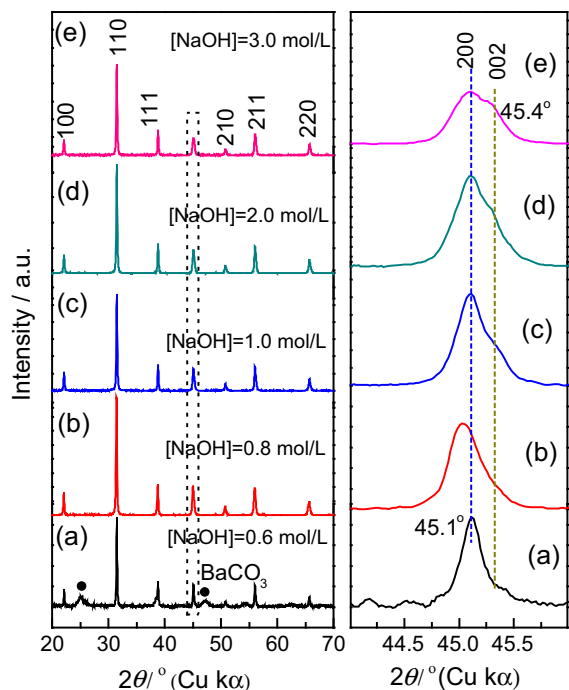 (e)
110
[NaOH]=3.0 mol/L
100
111
210
211
220
(d)
[NaOH]=2.0 mol/L
(c)
[NaOH]=1.0 mol/L
(b)
[NaOH]=0.8 mol/L
(a)
[NaOH]=0.6 mol/L
BaCO₃
20 30 40 50 60 70
2θ/ ° (Cu kα)
Intensity / a.u.
200
002
(e)
45.4°
(d)
(c)
(b)
45.1°
(a)
44.5 45.0 45.5
2θ/ ° (Cu kα)